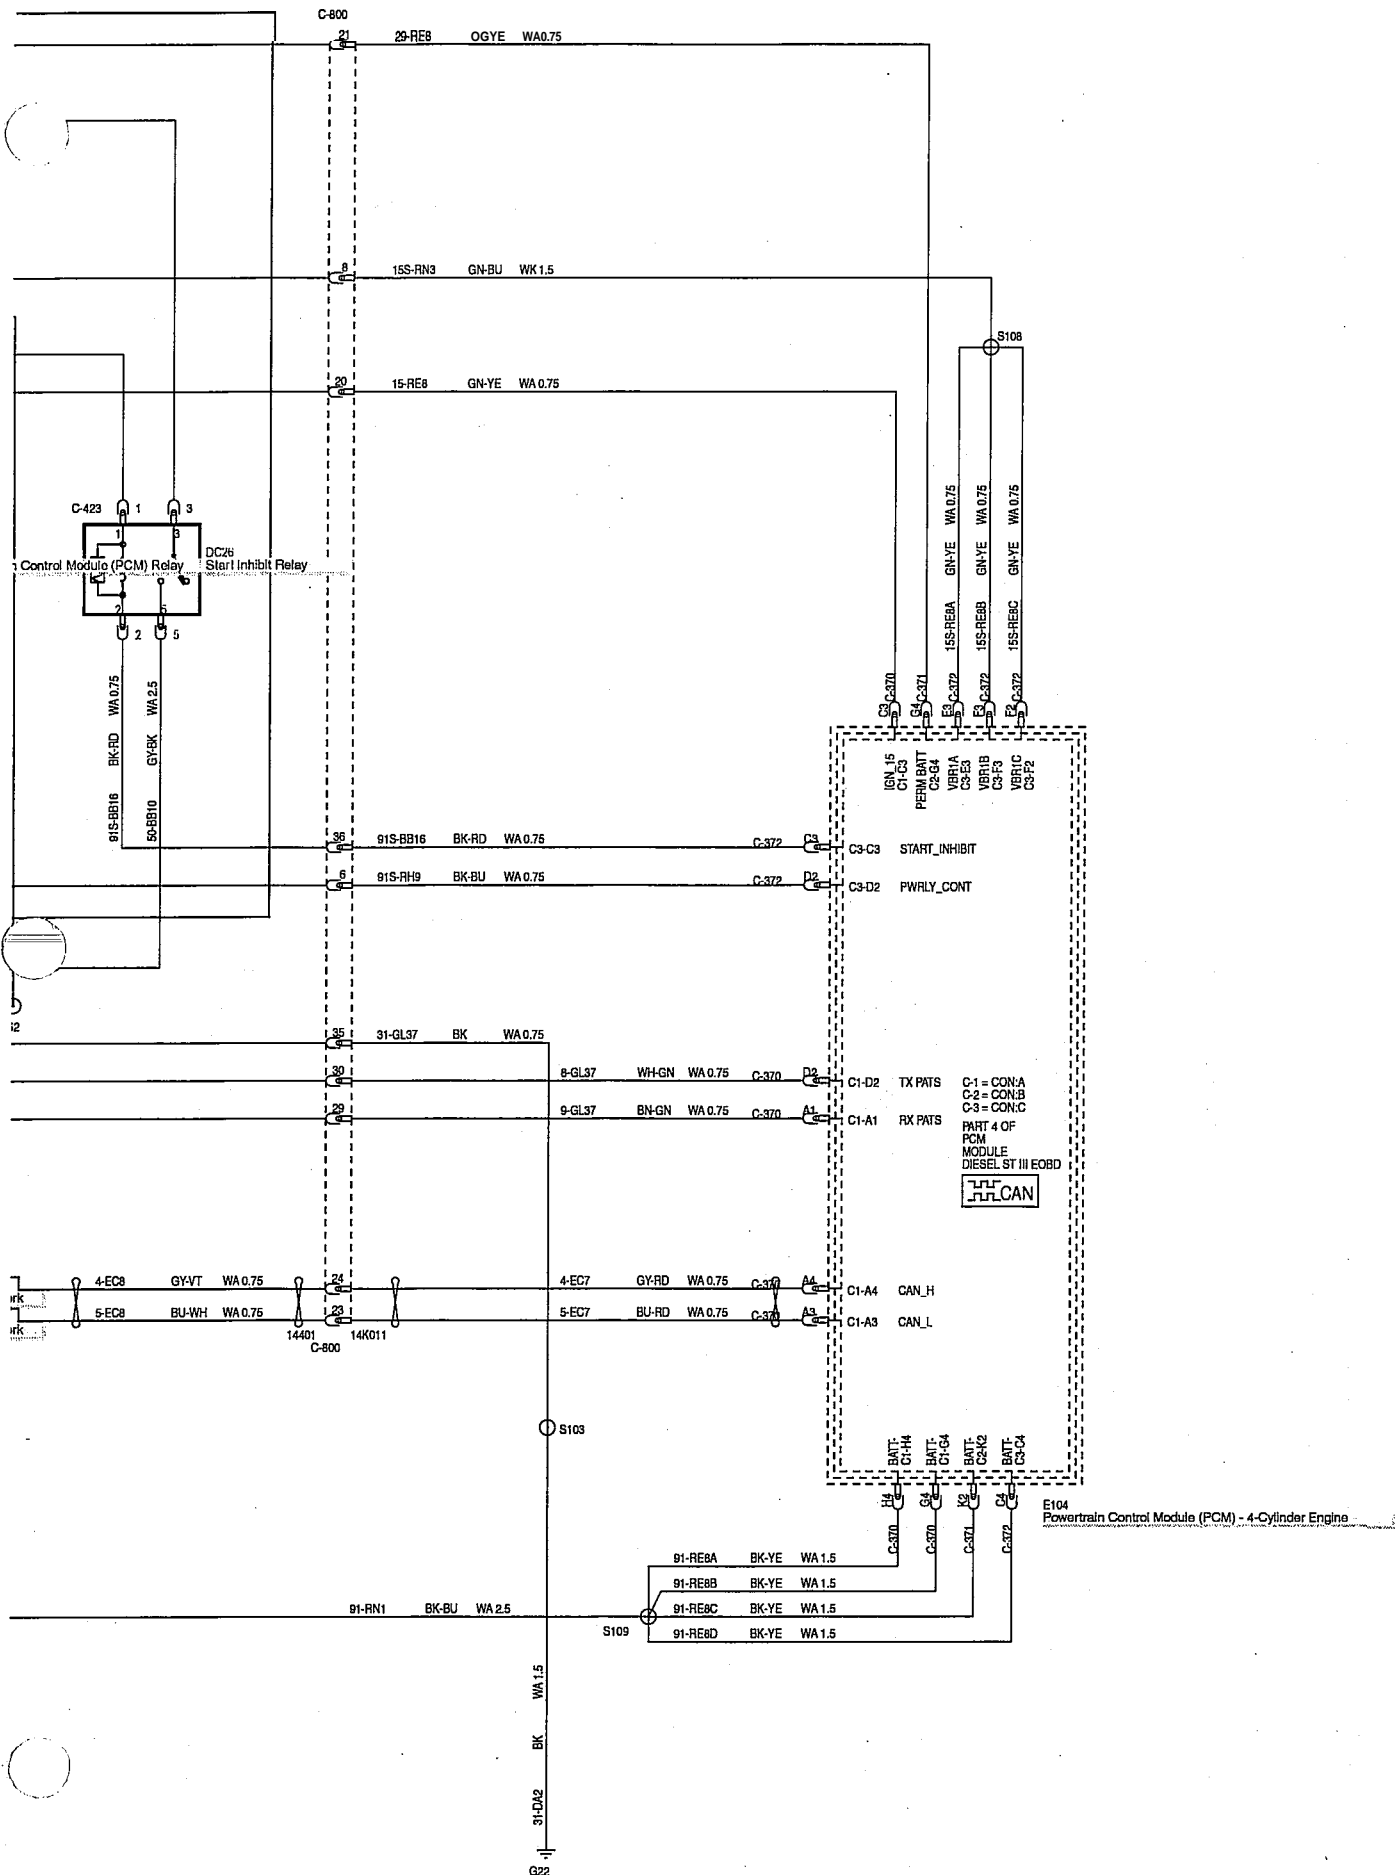 C-800
21 29-RE8 OGYE WA0.75
8 15S-RN3 GN-BU WK 1.5
S108
20 15-RE8 GN-YE WA 0.75
C-423 1 3
1 3
DC26
Control Module (PCM) Relay Start Inhibit Relay
2 5
2 5
91S-BB16 BK-RD WA 0.75
50-BB10 GY-BK WA 2.5
15S-RE8A GN-YE WA 0.75
15S-RE8B GN-YE WA 0.75
15S-RE8C GN-YE WA 0.75
C3 C-370
G4 C-371
E3 C-372
F3 C-372
F2 C-372
IGN_15
C1-C3
PERM BATT
C2-G4
VBR1A
C3-E3
VBR1B
C3-F3
VBR1C
C3-F2
36 91S-BB16 BK-RD WA 0.75 C-372 C3 C3-C3 START_INHIBIT
6 91S-RH9 BK-BU WA 0.75 C-372 D2 C3-D2 PWRLY_CONT
35 31-GL37 BK WA 0.75
30 8-GL37 WH-GN WA 0.75 C-370 D2 C1-D2 TX PATS
29 9-GL37 BN-GN WA 0.75 C-370 A1 C1-A1 RX PATS
C-1 = CON:A
C-2 = CON:B
C-3 = CON:C
PART 4 OF
PCM
MODULE
DIESEL ST III EOBD
CAN
4-EC8 GY-VT WA 0.75 24 4-EC7 GY-RD WA 0.75 C-370 A4 C1-A4 CAN_H
5-EC8 BU-WH WA 0.75 23 5-EC7 BU-RD WA 0.75 C-370 A3 C1-A3 CAN_L
14401 14K011
C-800
S103
BATT-
C1-H4
BATT-
C1-G4
BATT-
C2-K2
BATT-
C3-C4
H4 C-370
G4 C-370
K2 C-371
C4 C-372
E104
Powertrain Control Module (PCM) - 4-Cylinder Engine
91-RE8A BK-YE WA 1.5
91-RE8B BK-YE WA 1.5
91-RN1 BK-BU WA 2.5 91-RE8C BK-YE WA 1.5
S109 91-RE8D BK-YE WA 1.5
31-DA2 BK WA 1.5
G22